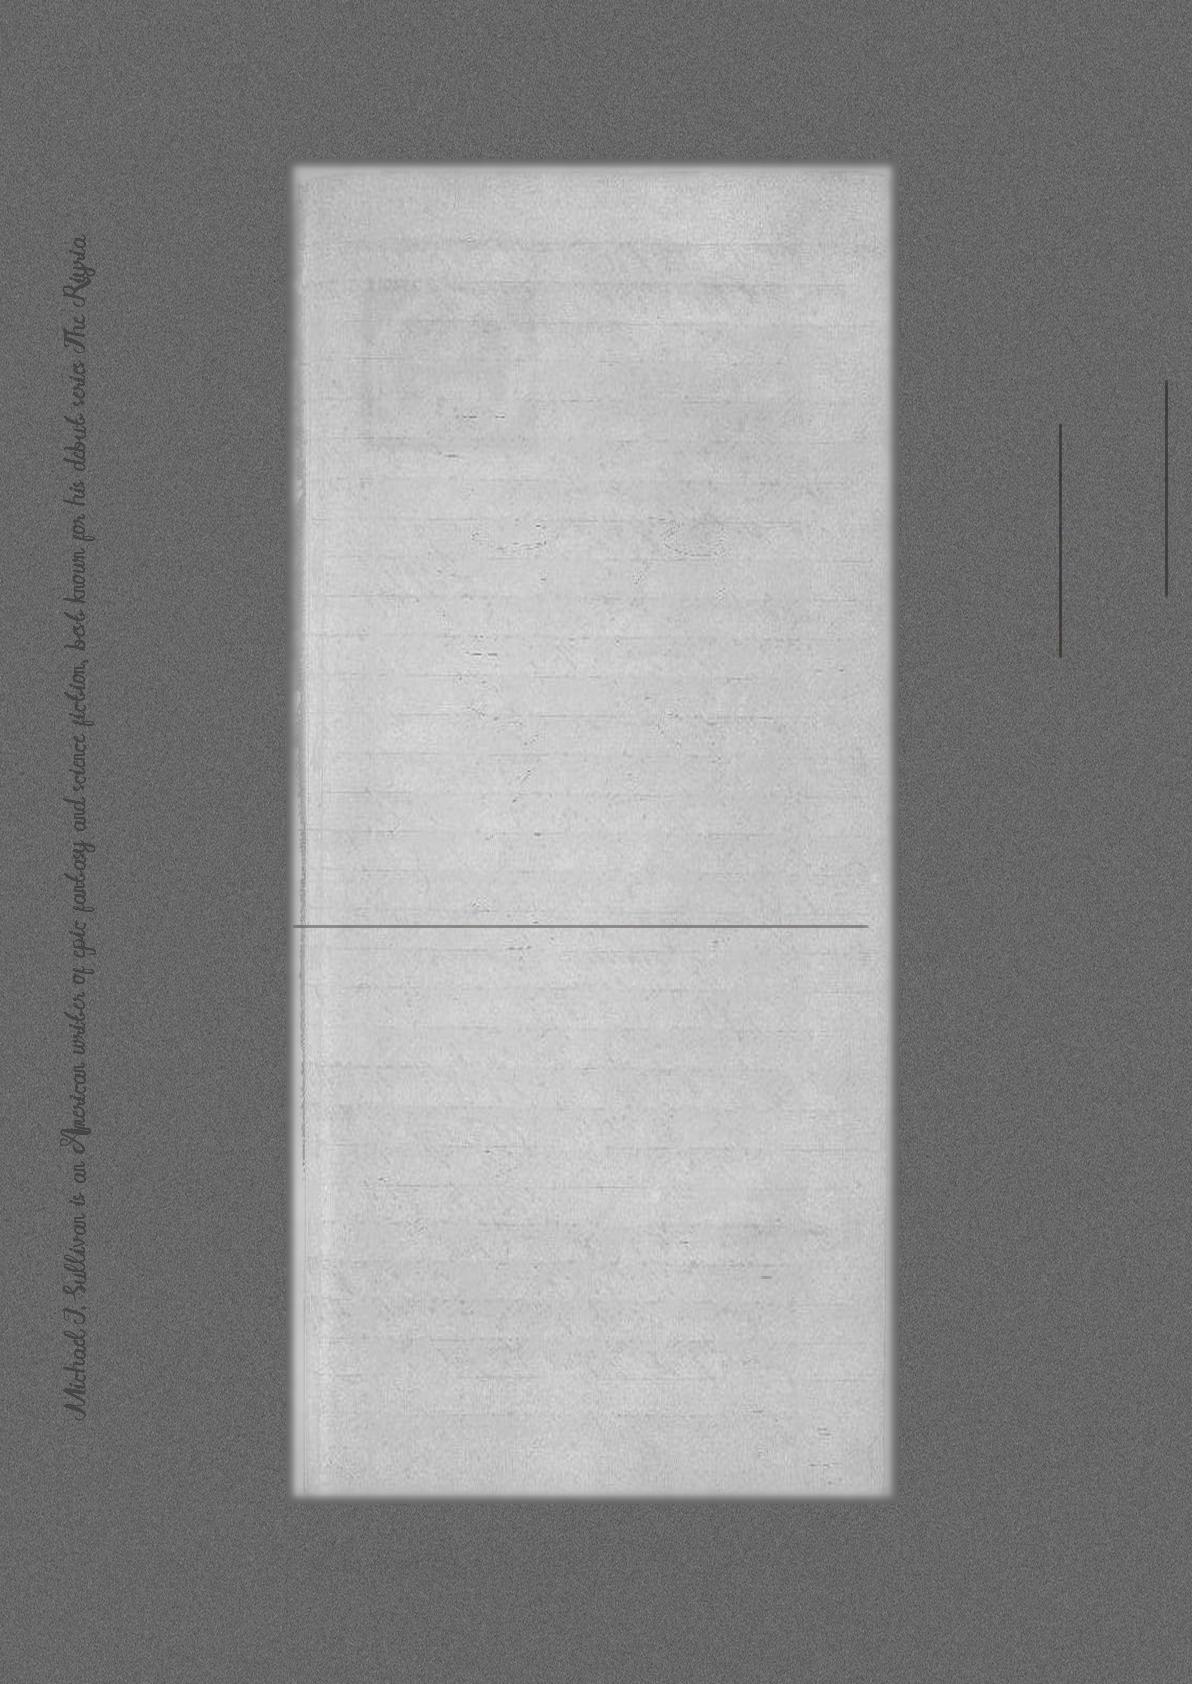 Michael J. Sullivan is an American writer of epic fantasy and science fiction, best known for his debut series The Riyria